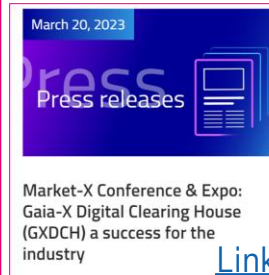 March 20, 2023
Press
Press releases
Market-X Conference & Expo:
Gaia-X Digital Clearing House
(GXDCH) a success for the
industry
Link